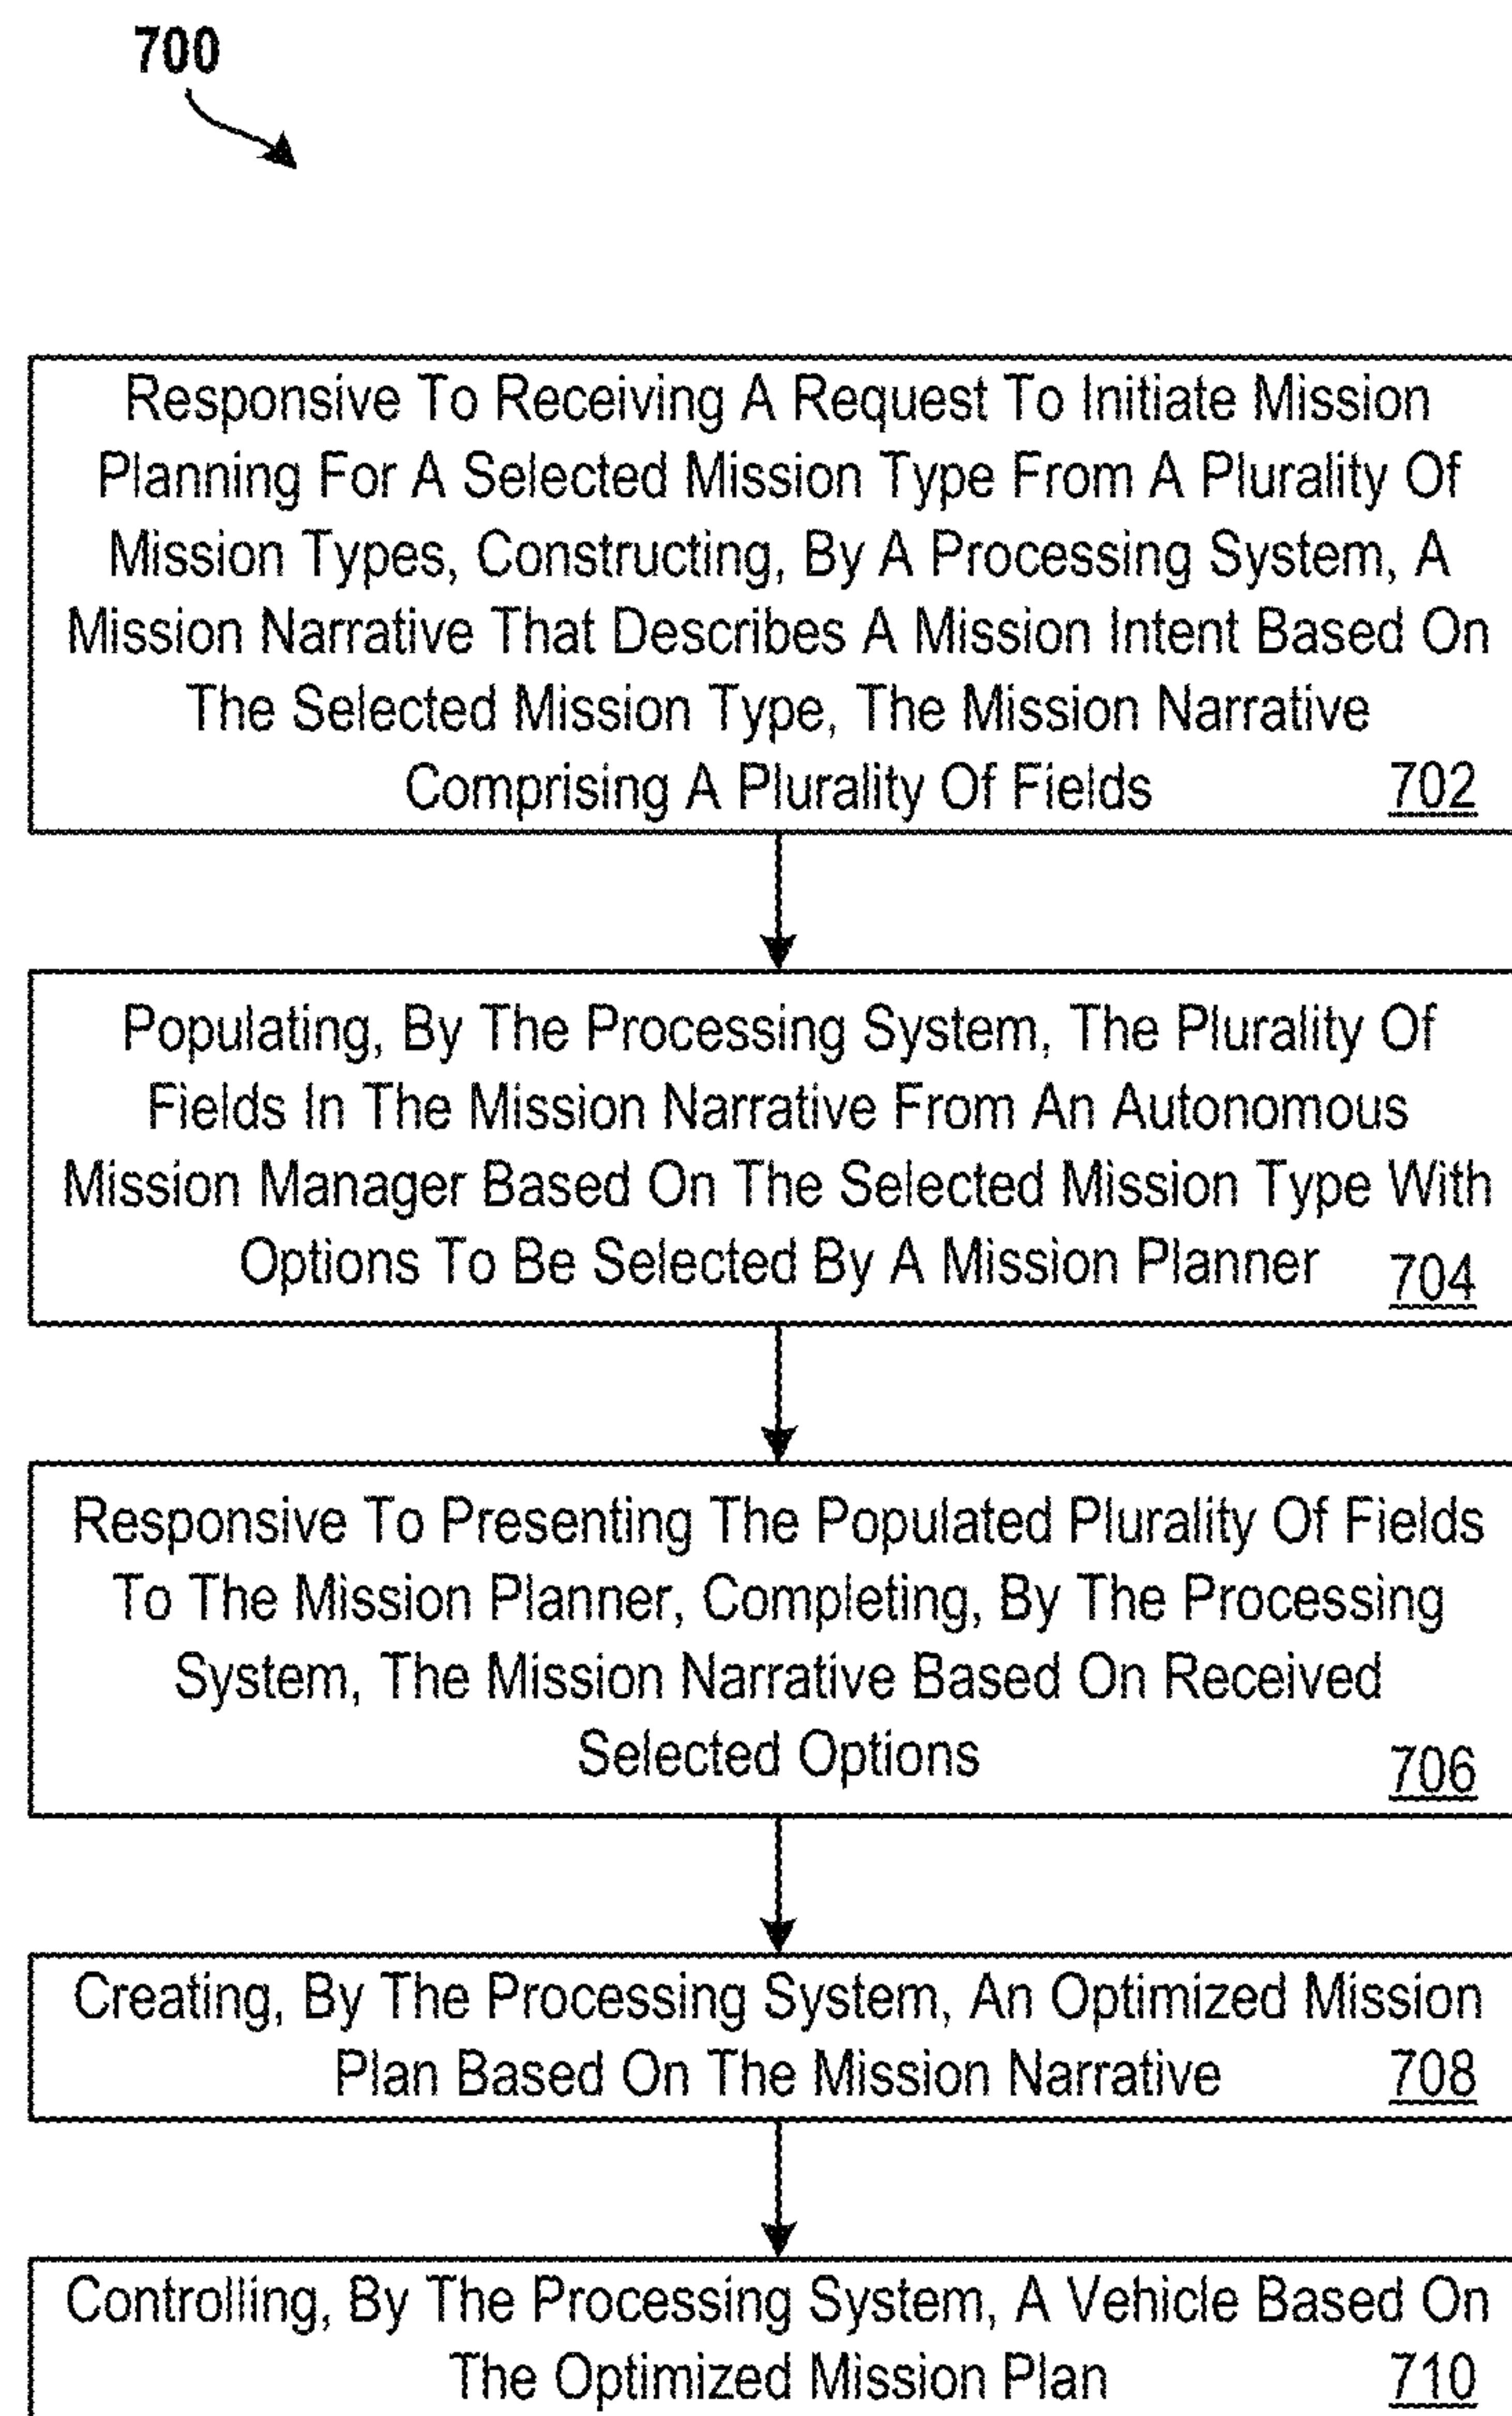 700
Responsive To Receiving A Request To Initiate Mission
Planning For A Selected Mission Type From A Plurality Of
Mission Types, Constructing, By A Processing System, A
Mission Narrative That Describes A Mission Intent Based On
The Selected Mission Type, The Mission Narrative
Comprising A Plurality Of Fields 702
Populating, By The Processing System, The Plurality Of
Fields In The Mission Narrative From An Autonomous
Mission Manager Based On The Selected Mission Type With
Options To Be Selected By A Mission Planner 704
Responsive To Presenting The Populated Plurality Of Fields
To The Mission Planner, Completing, By The Processing
System, The Mission Narrative Based On Received
Selected Options 706
Creating, By The Processing System, An Optimized Mission
Plan Based On The Mission Narrative 708
Controlling, By The Processing System, A Vehicle Based On
The Optimized Mission Plan 710